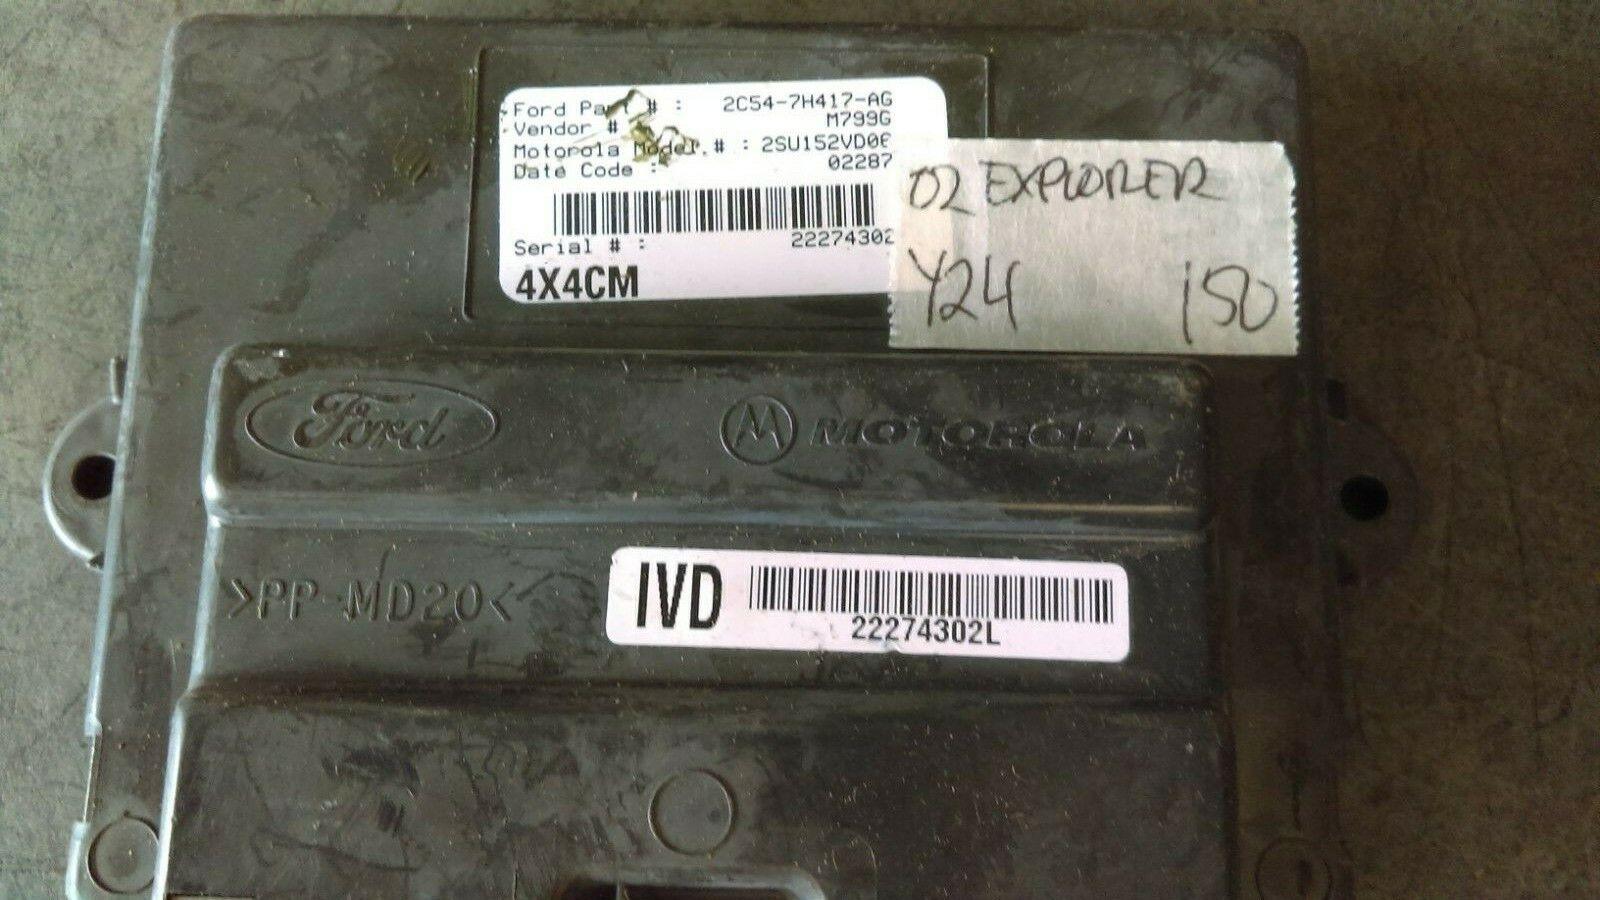 Ford Part # : 2C54-7H417-AG
Vendor # M799G
Motorola Model # : 2SU152VD06
Date Code : 02287
Serial # : 22274302
4X4CM
02 EXPLORER
Y24 150
Ford MOTOROLA
>PP-MD20<
IVD
22274302L